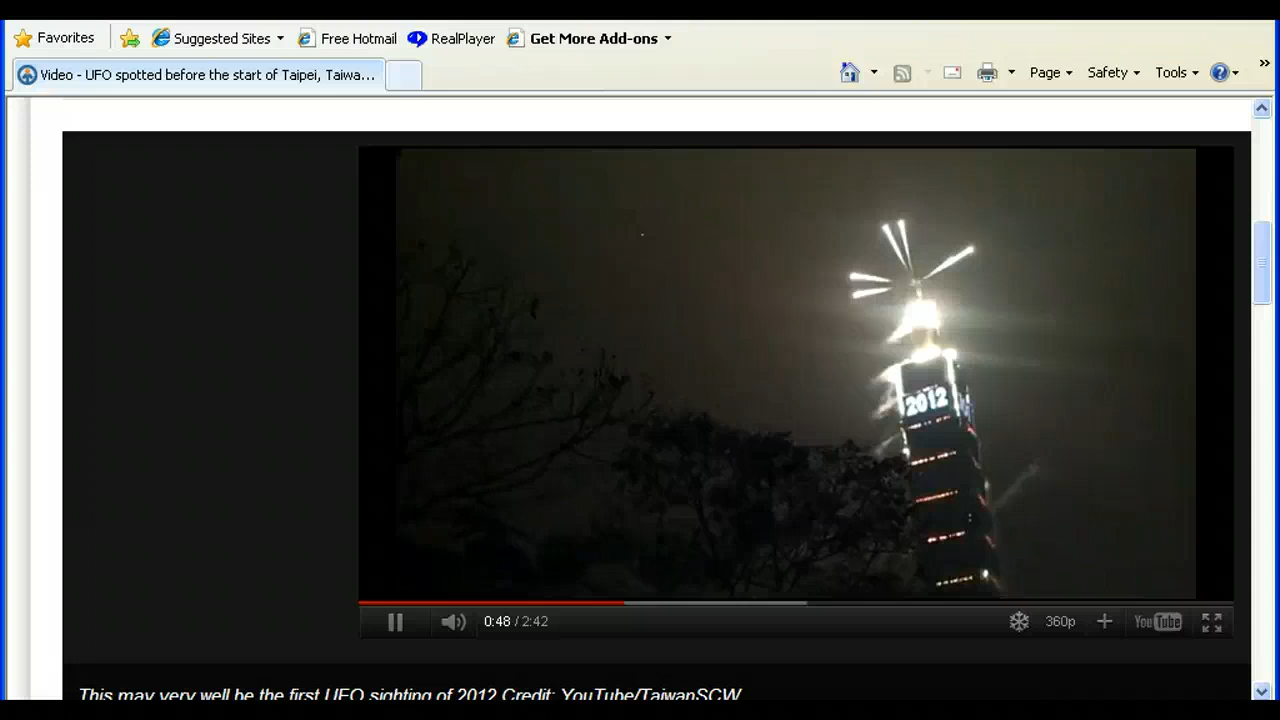 Favorites Suggested Sites Free Hotmail RealPlayer Get More Add-ons
Video - UFO spotted before the start of Taipei, Taiwa... Page Safety Tools
2012
0:48 / 2:42 360p YouTube
This may very well be the first UFO sighting of 2012 Credit: YouTube/TaiwanSCW